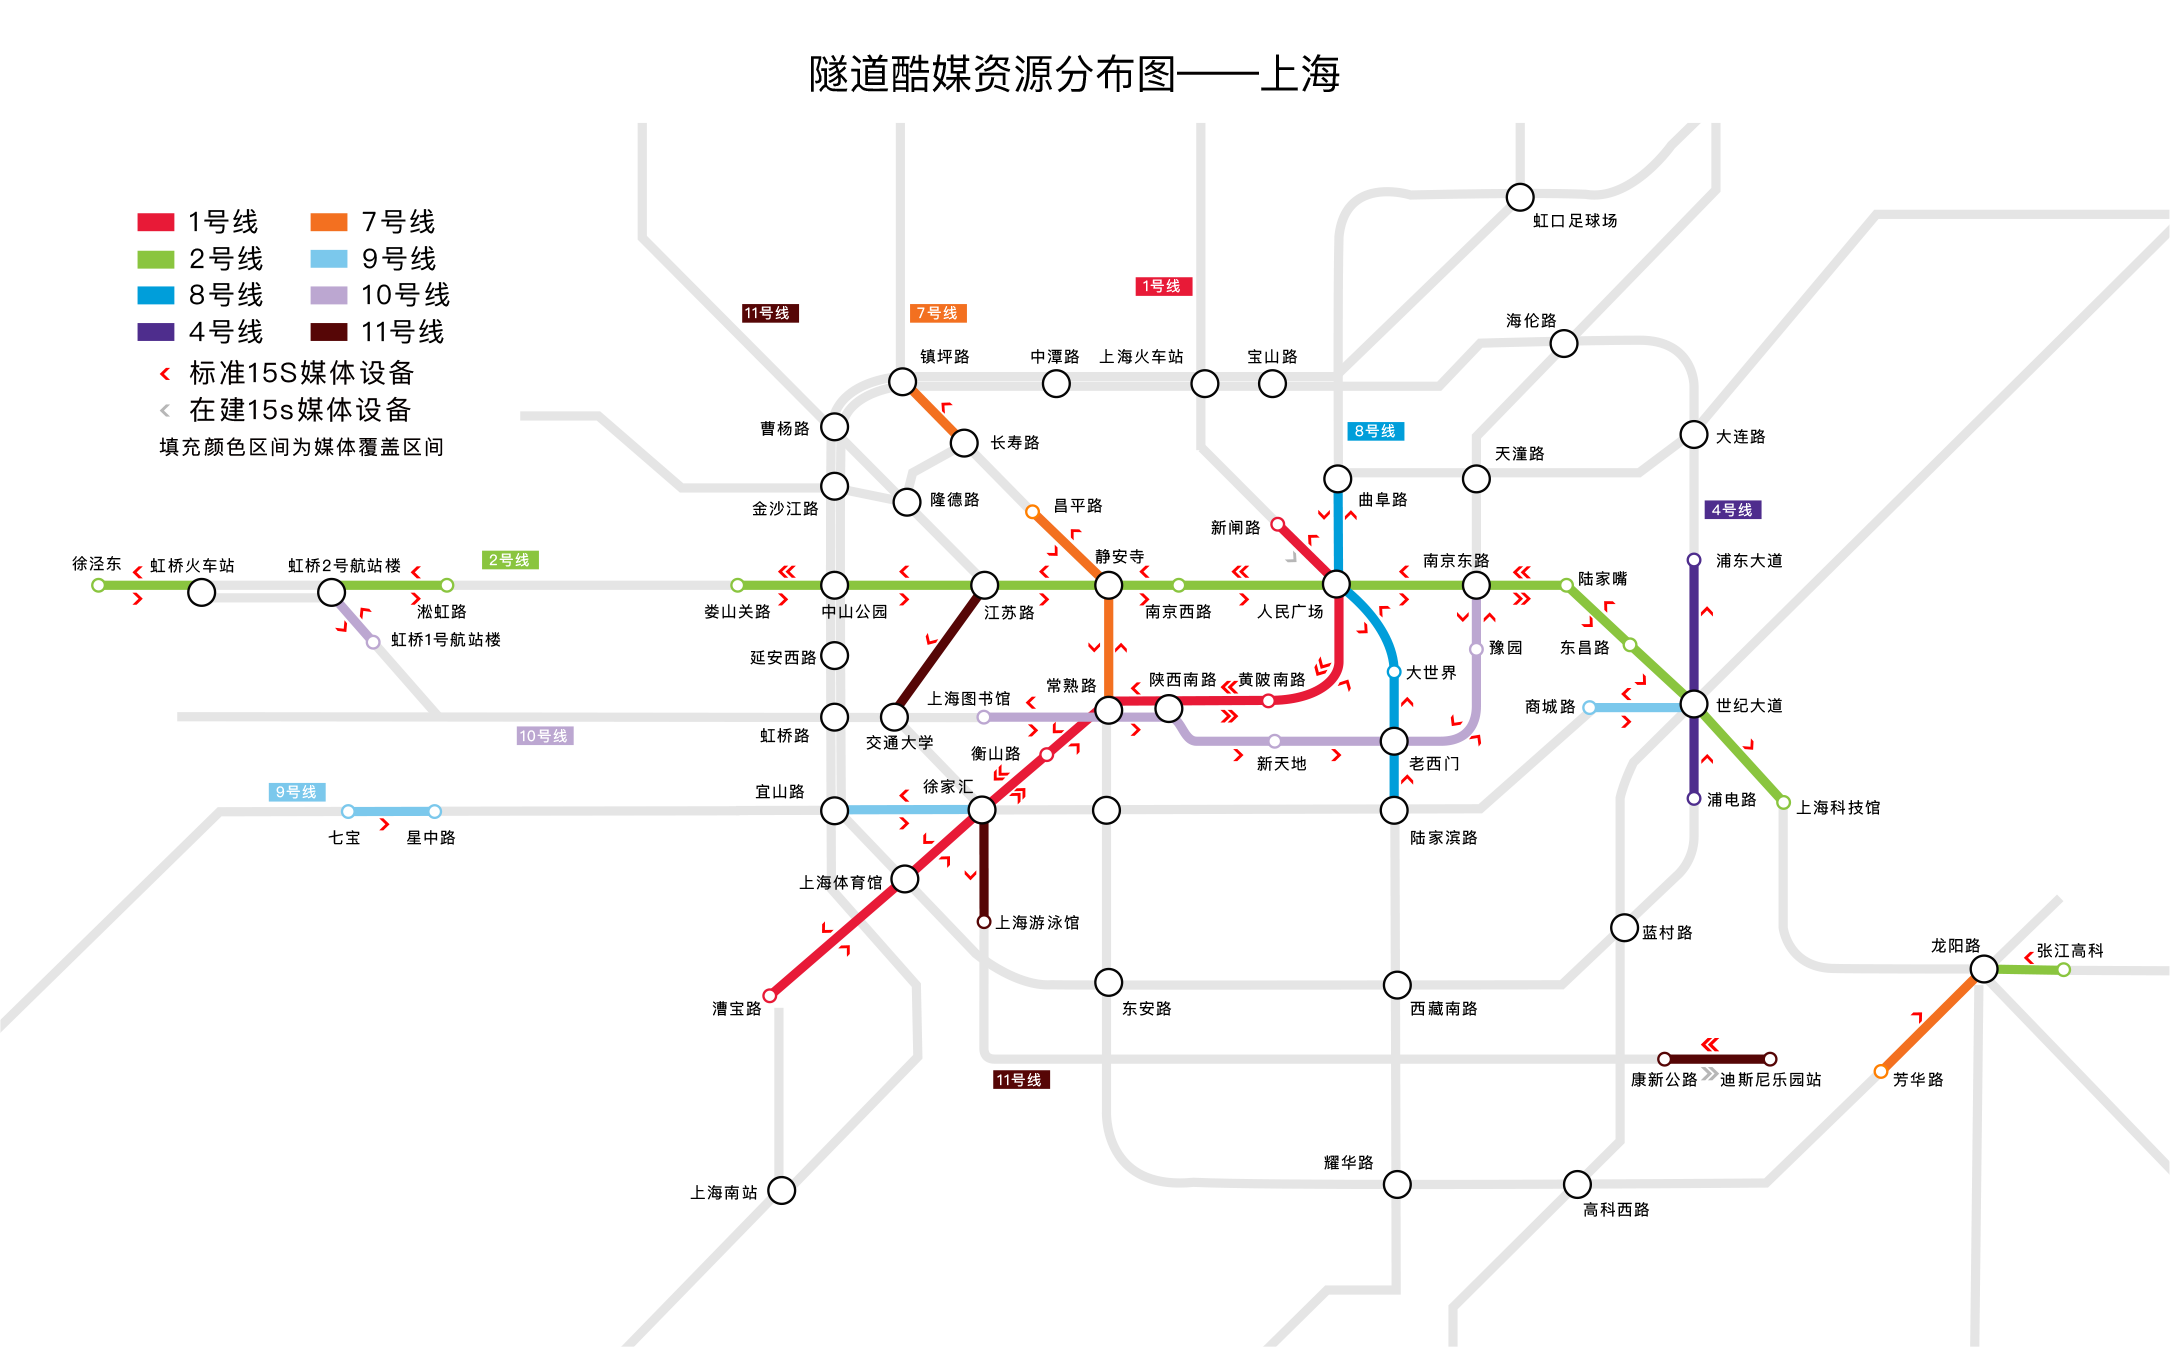 隧道酷媒资源分布图——上海
1号线
7号线
2号线
9号线
8号线
10号线
4号线
11号线
标准15S媒体设备
在建15s媒体设备
填充颜色区间为媒体覆盖区间
虹口足球场
1号线
11号线
7号线
海伦路
镇坪路
中潭路
上海火车站
宝山路
曹杨路
8号线
大连路
长寿路
天潼路
隆德路
曲阜路
金沙江路
昌平路
4号线
新闸路
静安寺
2号线
南京东路
浦东大道
徐泾东
虹桥火车站
虹桥2号航站楼
陆家嘴
淞虹路
娄山关路
中山公园
江苏路
南京西路
人民广场
虹桥1号航站楼
豫园
东昌路
延安西路
大世界
常熟路
陕西南路
黄陂南路
上海图书馆
商城路
世纪大道
10号线
虹桥路
交通大学
衡山路
新天地
老西门
9号线
宜山路
徐家汇
浦电路
上海科技馆
七宝
星中路
陆家滨路
上海体育馆
上海游泳馆
蓝村路
龙阳路
张江高科
漕宝路
东安路
西藏南路
11号线
康新公路
迪斯尼乐园站
芳华路
耀华路
上海南站
高科西路